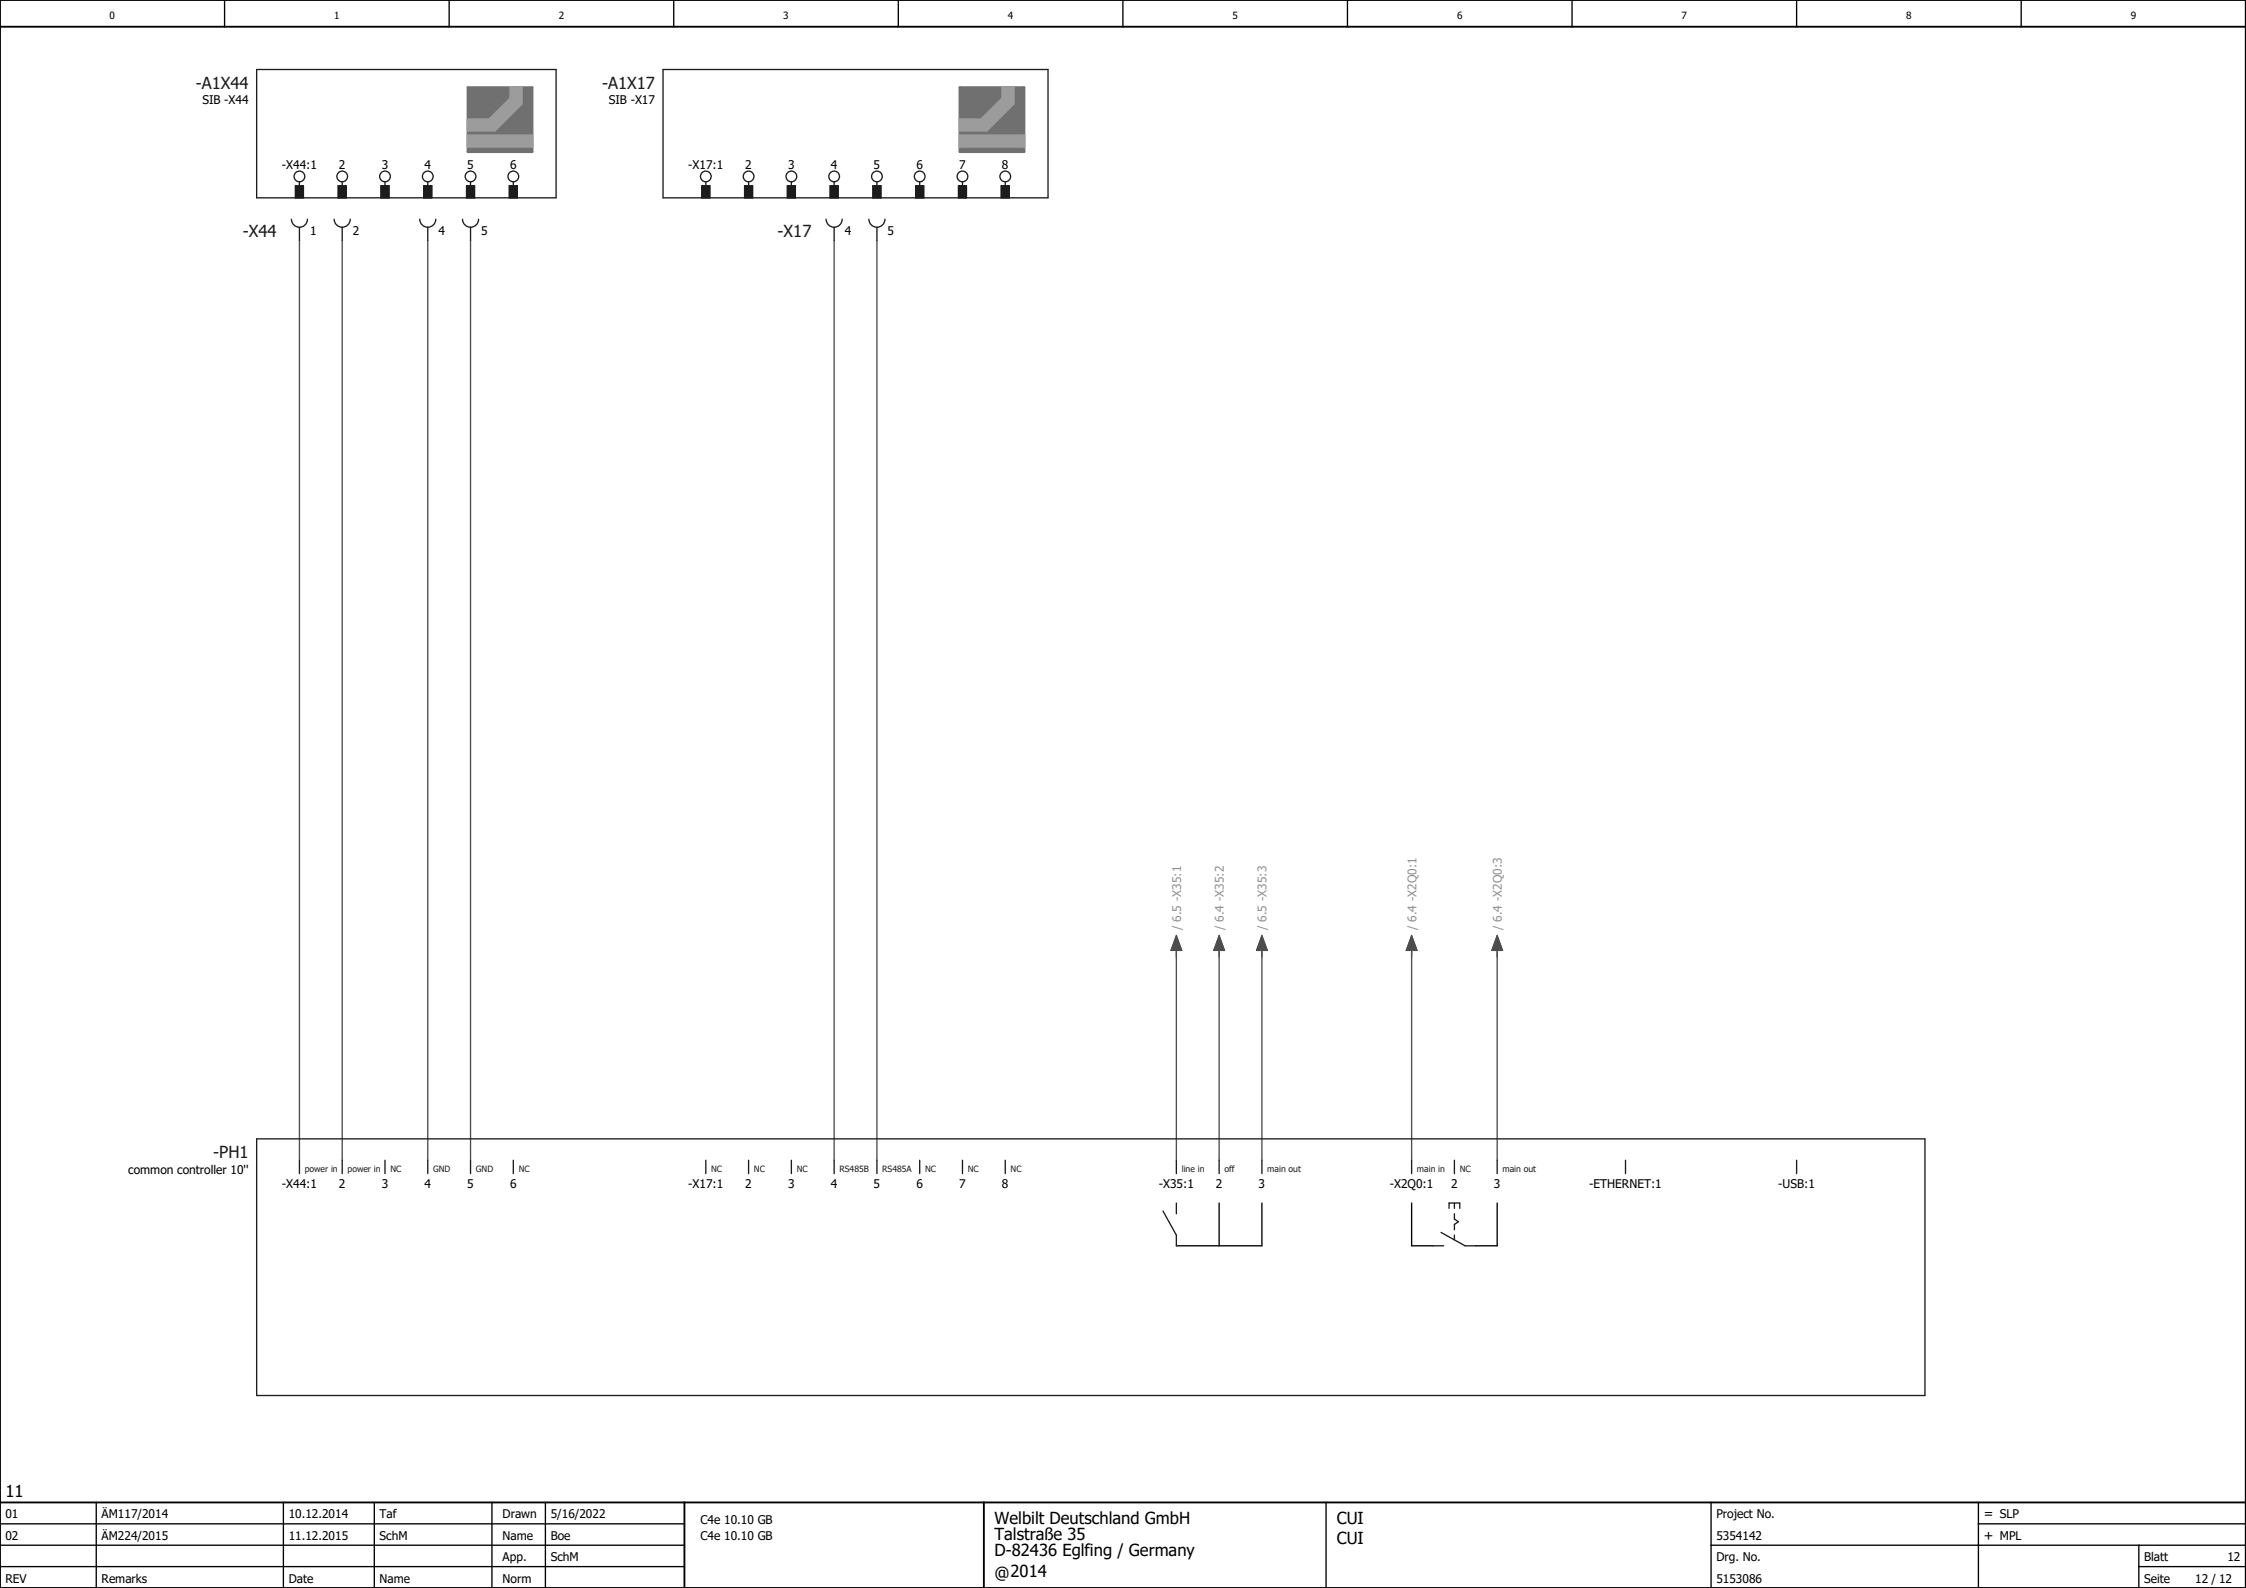 0 1 2 3 4 5 6 7 8 9
-A1X44
SIB -X44
-X44:1 2 3 4 5 6
-A1X17
SIB -X17
-X17:1 2 3 4 5 6 7 8
-X44 1 2 4 5
-X17 4 5
/ 6.5 -X35:1
/ 6.4 -X35:2
/ 6.5 -X35:3
/ 6.4 -X2Q0:1
/ 6.4 -X2Q0:3
-PH1
common controller 10"
power in power in NC GND GND NC
-X44:1 2 3 4 5 6
NC NC NC RS485B RS485A NC NC NC
-X17:1 2 3 4 5 6 7 8
line in off main out
-X35:1 2 3
main in NC main out
-X2Q0:1 2 3
-ETHERNET:1
-USB:1
11
01 ÄM117/2014 10.12.2014 Taf Drawn 5/16/2022
02 ÄM224/2015 11.12.2015 SchM Name Boe
App. SchM
REV Remarks Date Name Norm
C4e 10.10 GB
C4e 10.10 GB
Welbilt Deutschland GmbH
Talstraße 35
D-82436 Eglfing / Germany
@2014
CUI
CUI
Project No.
5354142
Drg. No.
5153086
= SLP
+ MPL
Blatt 12
Seite 12 / 12